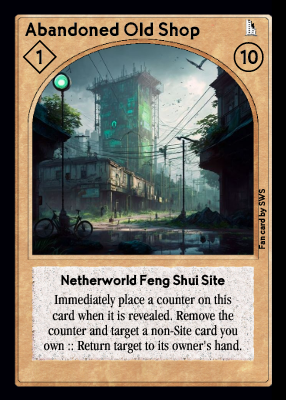 Abandoned Old Shop
1
10
Fan card by SWS
Netherworld Feng Shui Site
Immediately place a counter on this
card when it is revealed. Remove the
counter and target a non-Site card you
own :: Return target to its owner's hand.